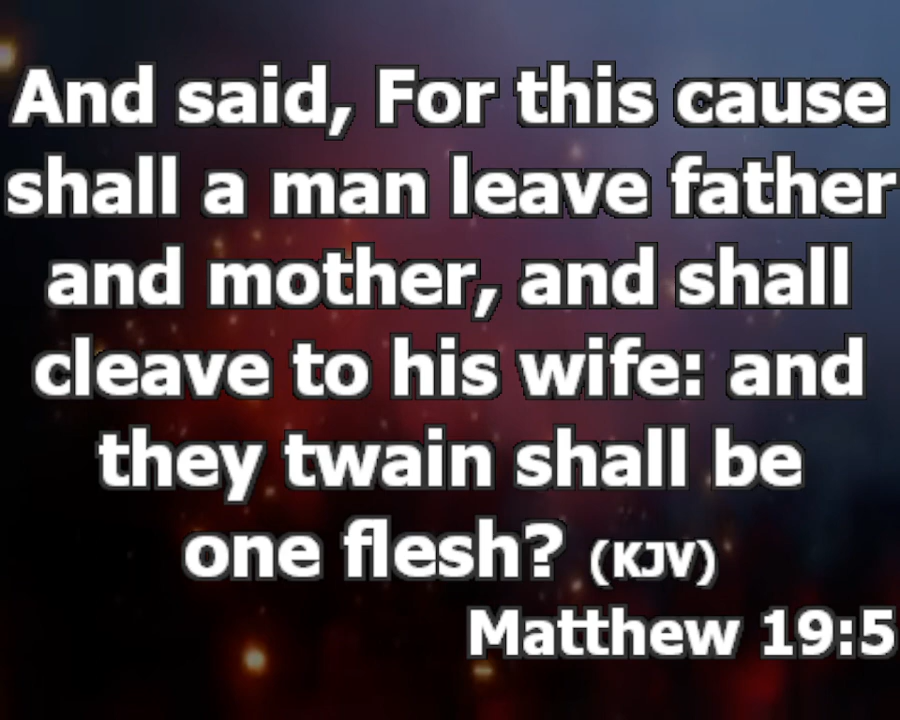 And said, For this cause
shall a man leave father
and mother, and shall
cleave to his wife: and
they twain shall be
one flesh? (KJV)
Matthew 19:5